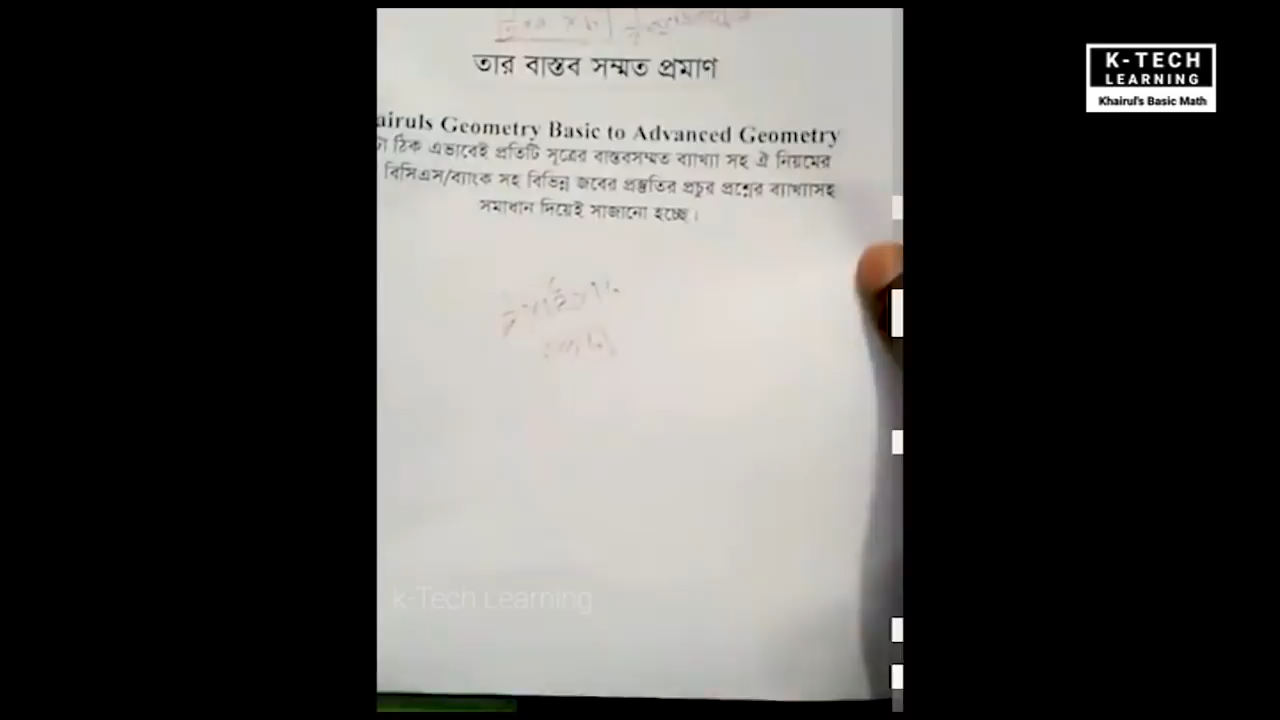 তার বাস্তব সম্মত প্রমাণ
airuls Geometry Basic to Advanced Geometry
ঠিক এভাবেই প্রতিটি সূত্রের বাস্তবসম্মত ব্যাখ্যা সহ ঐ নিয়মের
বিসিএস/ব্যাংক সহ বিভিন্ন জবের প্রস্তুতির প্রচুর প্রশ্নের ব্যাখ্যাসহ
সমাধান দিয়েই সাজানো হচ্ছে।
K-TECH
LEARNING
Khairul's Basic Math
k-Tech Learning